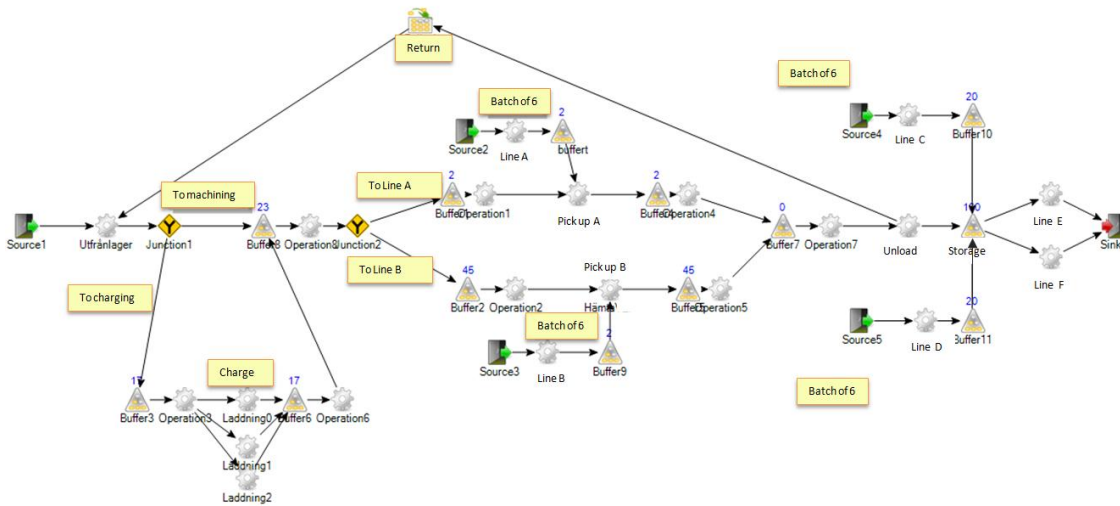 Return
Batch of 6
Batch of 6
20
2
Source4
Line C
Buffer10
Source2
Line A
buffert
To machining
To Line A
23
2
2
Pick up A
Operation1
Operation4
Line E
Source1
Utfrånlager
Junction1
Buffer8
Junction2
0
Buffer7
Operation7
Unload
Storage
Sink
To Line B
Pick up B
Line F
To charging
45
45
Buffer2
Operation2
Operation5
Batch of 6
20
Source5
Line D
Buffer11
Source3
Line B
2
Buffer9
Charge
17
17
Batch of 6
Buffer3
Operation3
Laddning0
Buffer6
Operation6
Laddning1
Laddning2